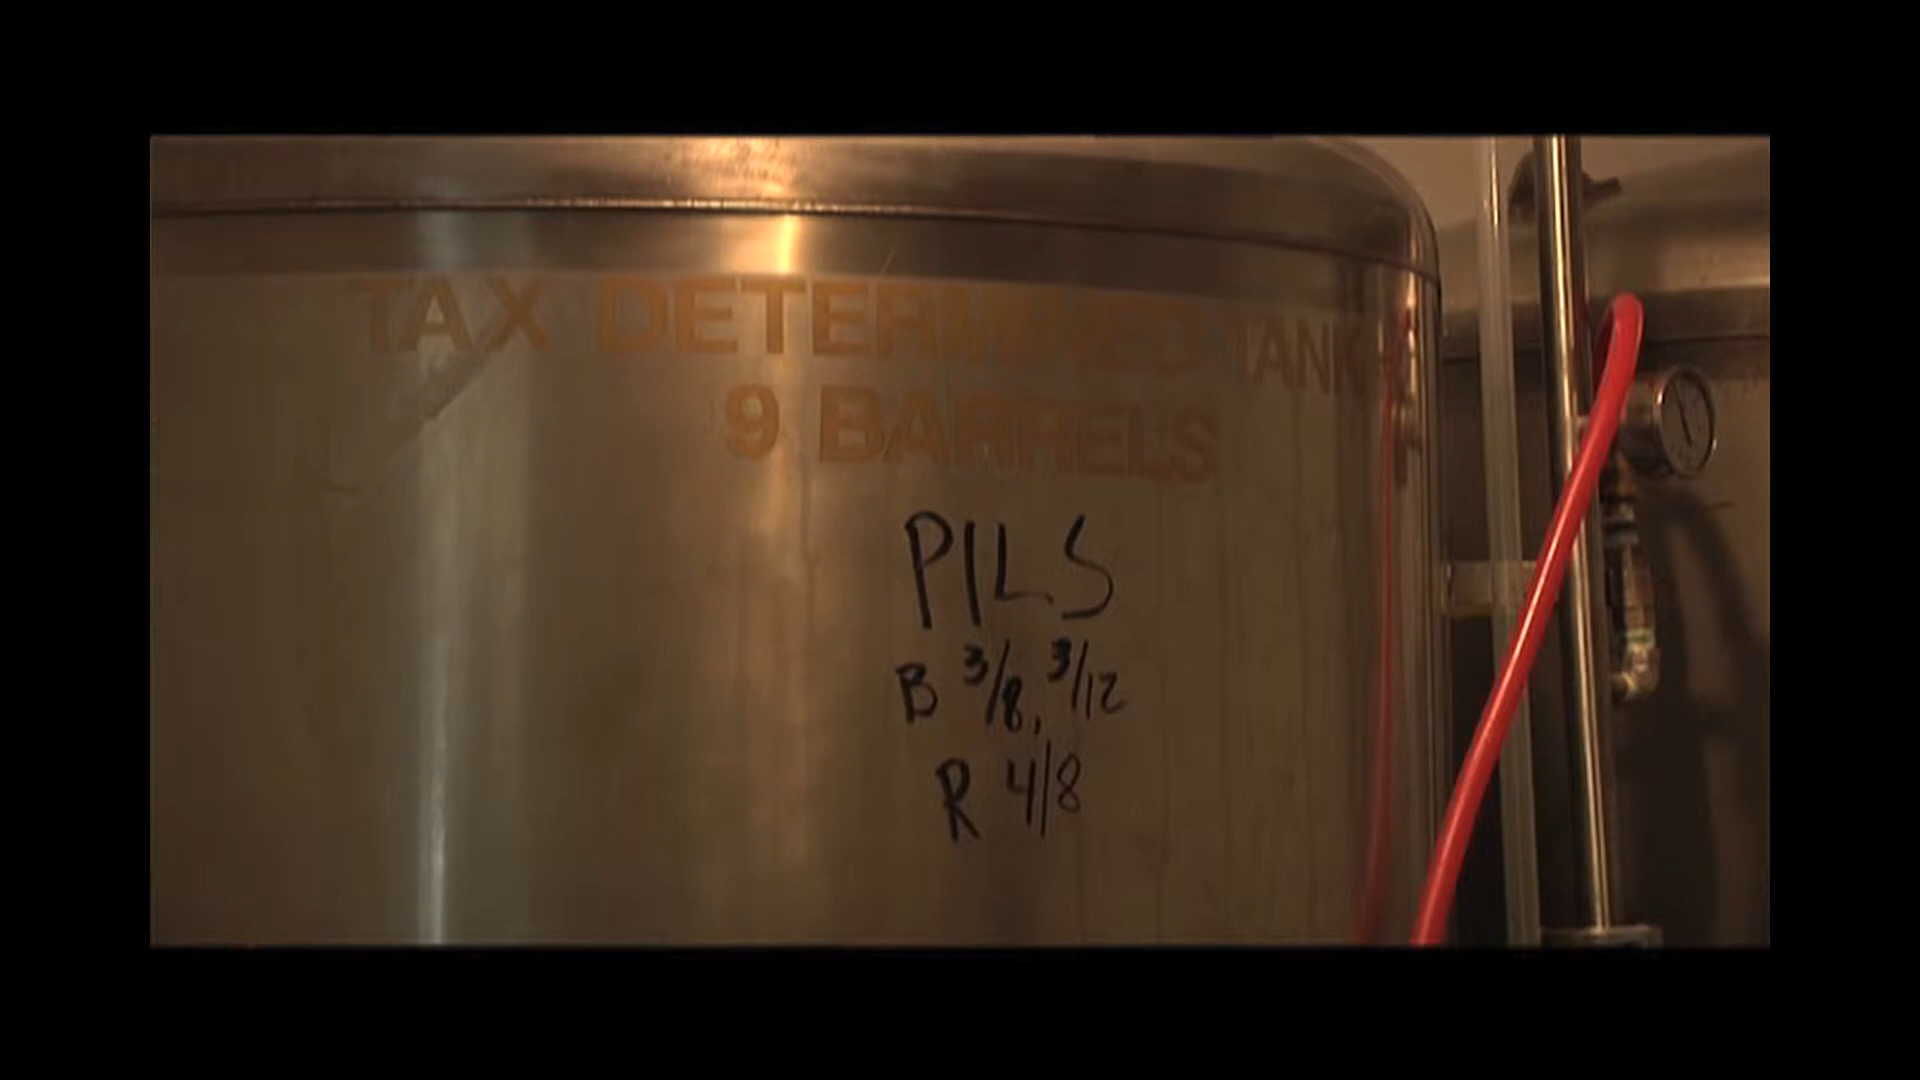 TAX DETERMINED TANK
9 BARRELS
PILS
B 3/8, 3/12
R 4/8